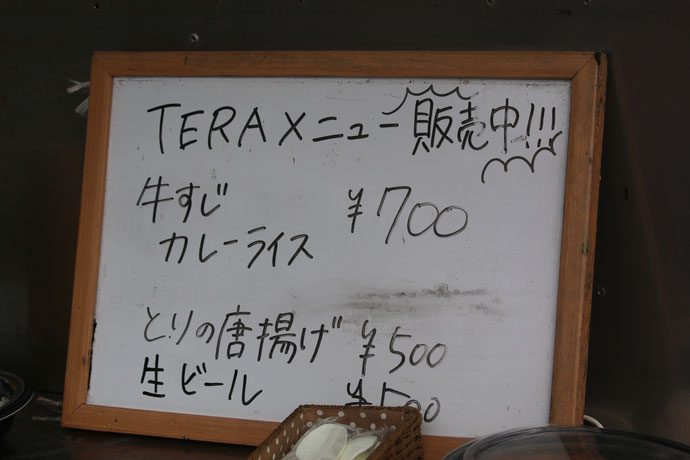 TERAメニュー販売中!!!
牛すじ ¥700
カレーライス
とりの唐揚げ ¥500
生ビール ¥500